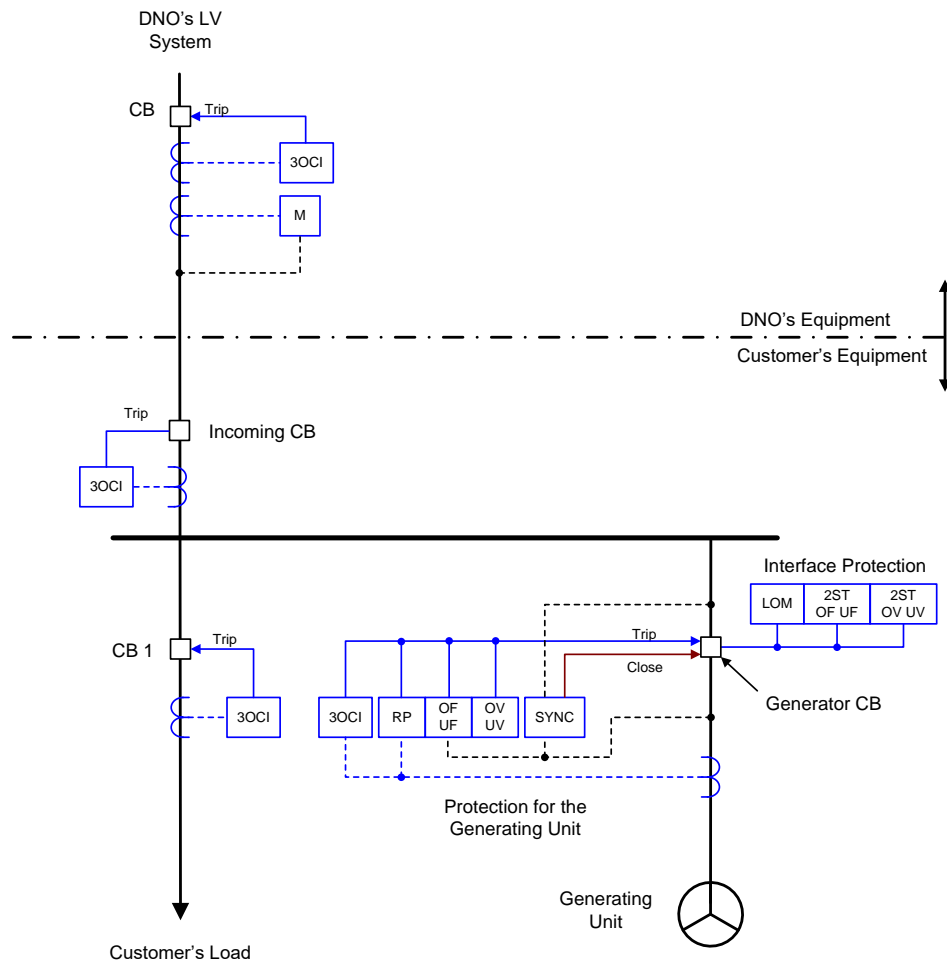 DNO’s LV
System
CB
Trip
3OCI
M
DNO’s Equipment
Customer’s Equipment
Trip
Incoming CB
3OCI
Interface Protection
LOM
2ST
OF UF
2ST
OV UV
CB 1
Trip
3OCI
Trip
Close
3OCI
RP
OF
UF
OV
UV
SYNC
Generator CB
Protection for the
Generating Unit
Generating
Unit
Customer’s Load